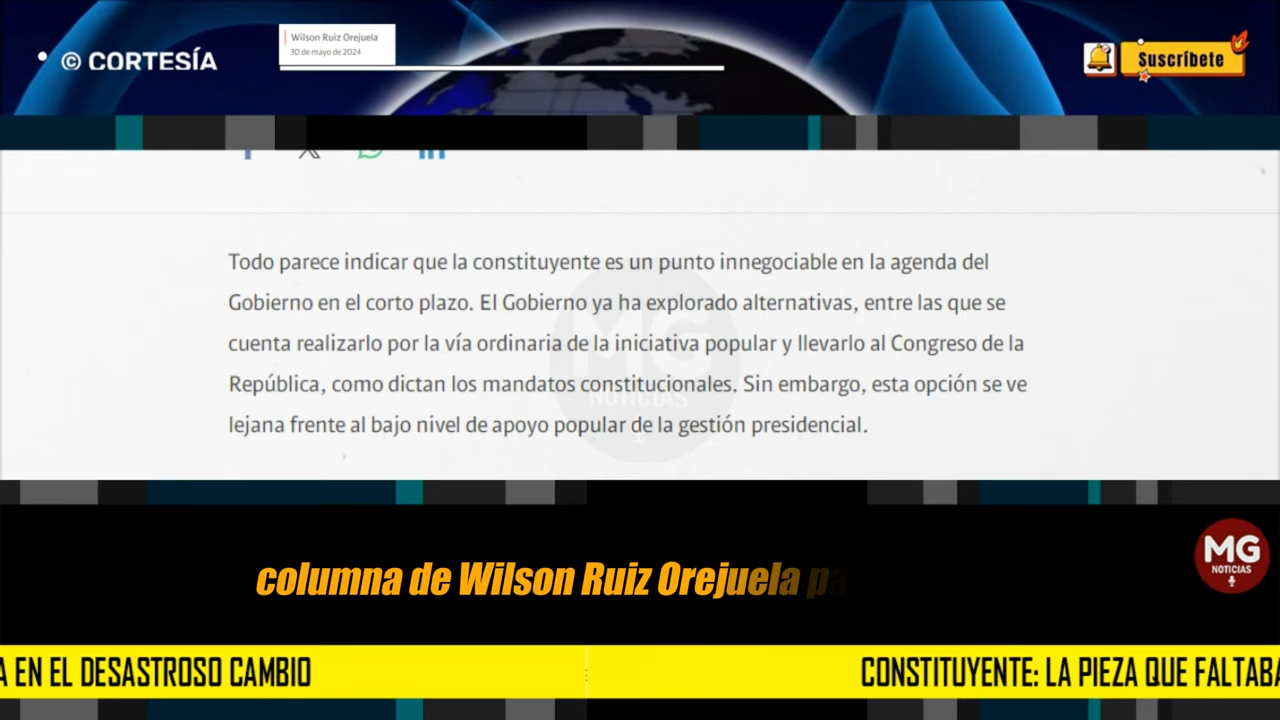 © CORTESÍA
Wilson Ruiz Orejuela
30 de mayo de 2024
Suscríbete
Todo parece indicar que la constituyente es un punto innegociable en la agenda del
Gobierno en el corto plazo. El Gobierno ya ha explorado alternativas, entre las que se
cuenta realizarlo por la vía ordinaria de la iniciativa popular y llevarlo al Congreso de la
República, como dictan los mandatos constitucionales. Sin embargo, esta opción se ve
lejana frente al bajo nivel de apoyo popular de la gestión presidencial.
MG
NOTICIAS
columna de Wilson Ruiz Orejuela pa
MG
NOTICIAS
A EN EL DESASTROSO CAMBIO
CONSTITUYENTE: LA PIEZA QUE FALTABA